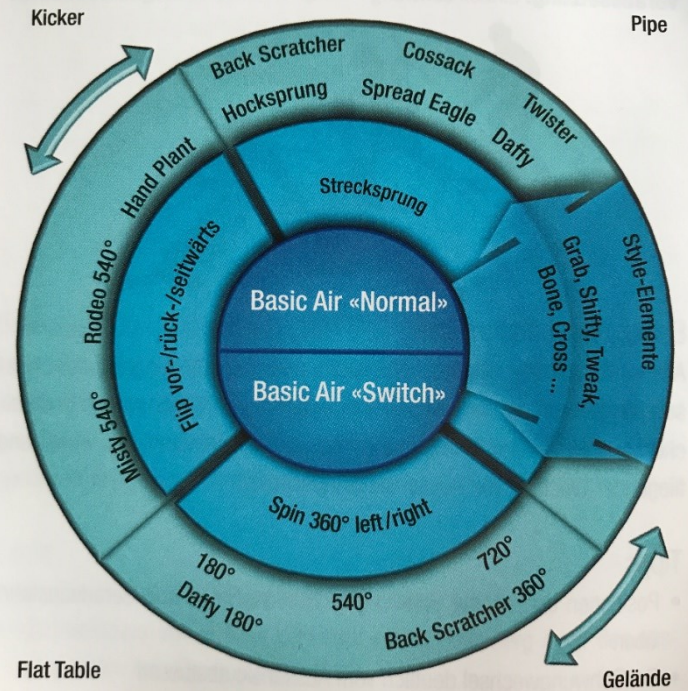 Kicker
Pipe
Back Scratcher
Cossack
Twister
Hocksprung
Spread Eagle
Daffy
Strecksprung
Hand Plant
Rodeo 540°
Misty 540°
Flip vor-/rück-/seitwärts
Basic Air «Normal»
Basic Air «Switch»
Style-Elemente
Grab, Shifty, Tweak,
Bone, Cross ...
Spin 360° left/right
180°
540°
720°
Daffy 180°
Back Scratcher 360°
Flat Table
Gelände